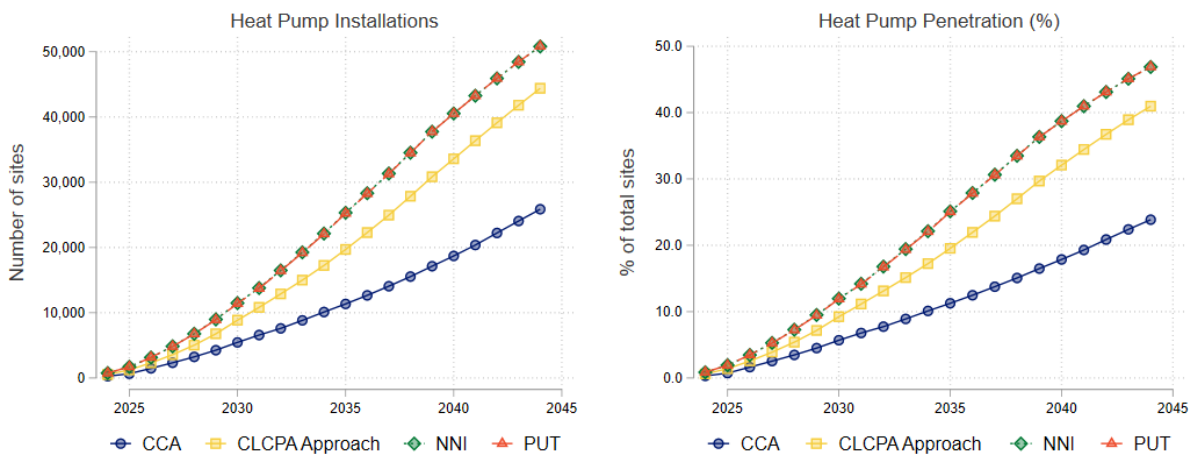 Heat Pump Installations
Number of sites
50,000
40,000
30,000
20,000
10,000
0
2025 2030 2035 2040 2045
CCA CLCPA Approach NNI PUT
Heat Pump Penetration (%)
% of total sites
50.0
40.0
30.0
20.0
10.0
0.0
2025 2030 2035 2040 2045
CCA CLCPA Approach NNI PUT